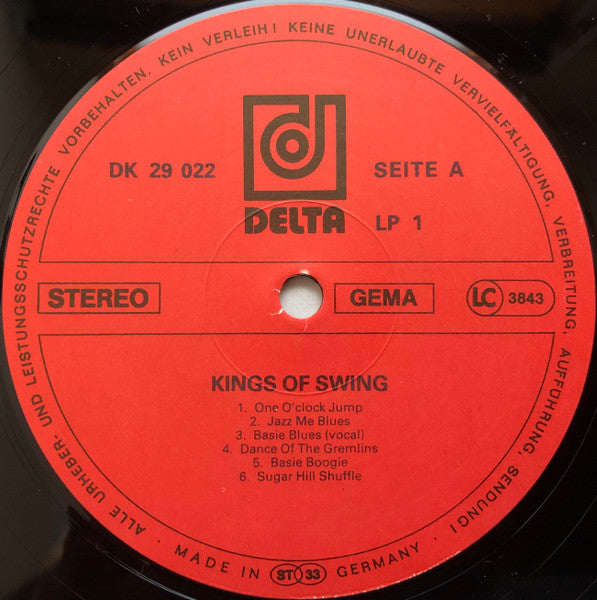 ALLE URHEBER- UND LEISTUNGSSCHUTZRECHTE VORBEHALTEN. KEIN VERLEIH! KEINE UNERLAUBTE VERVIELFÄLTIGUNG, VERBREITUNG, AUFFÜHRUNG, SENDUNG!
DK 29 022
SEITE A
DELTA
LP 1
STEREO
GEMA
LC 3843
KINGS OF SWING
1. One O'clock Jump
2. Jazz Me Blues
3. Basie Blues (vocal)
4. Dance Of The Gremlins
5. Basie Boogie
6. Sugar Hill Shuffle
· MADE IN ST 33 GERMANY ·